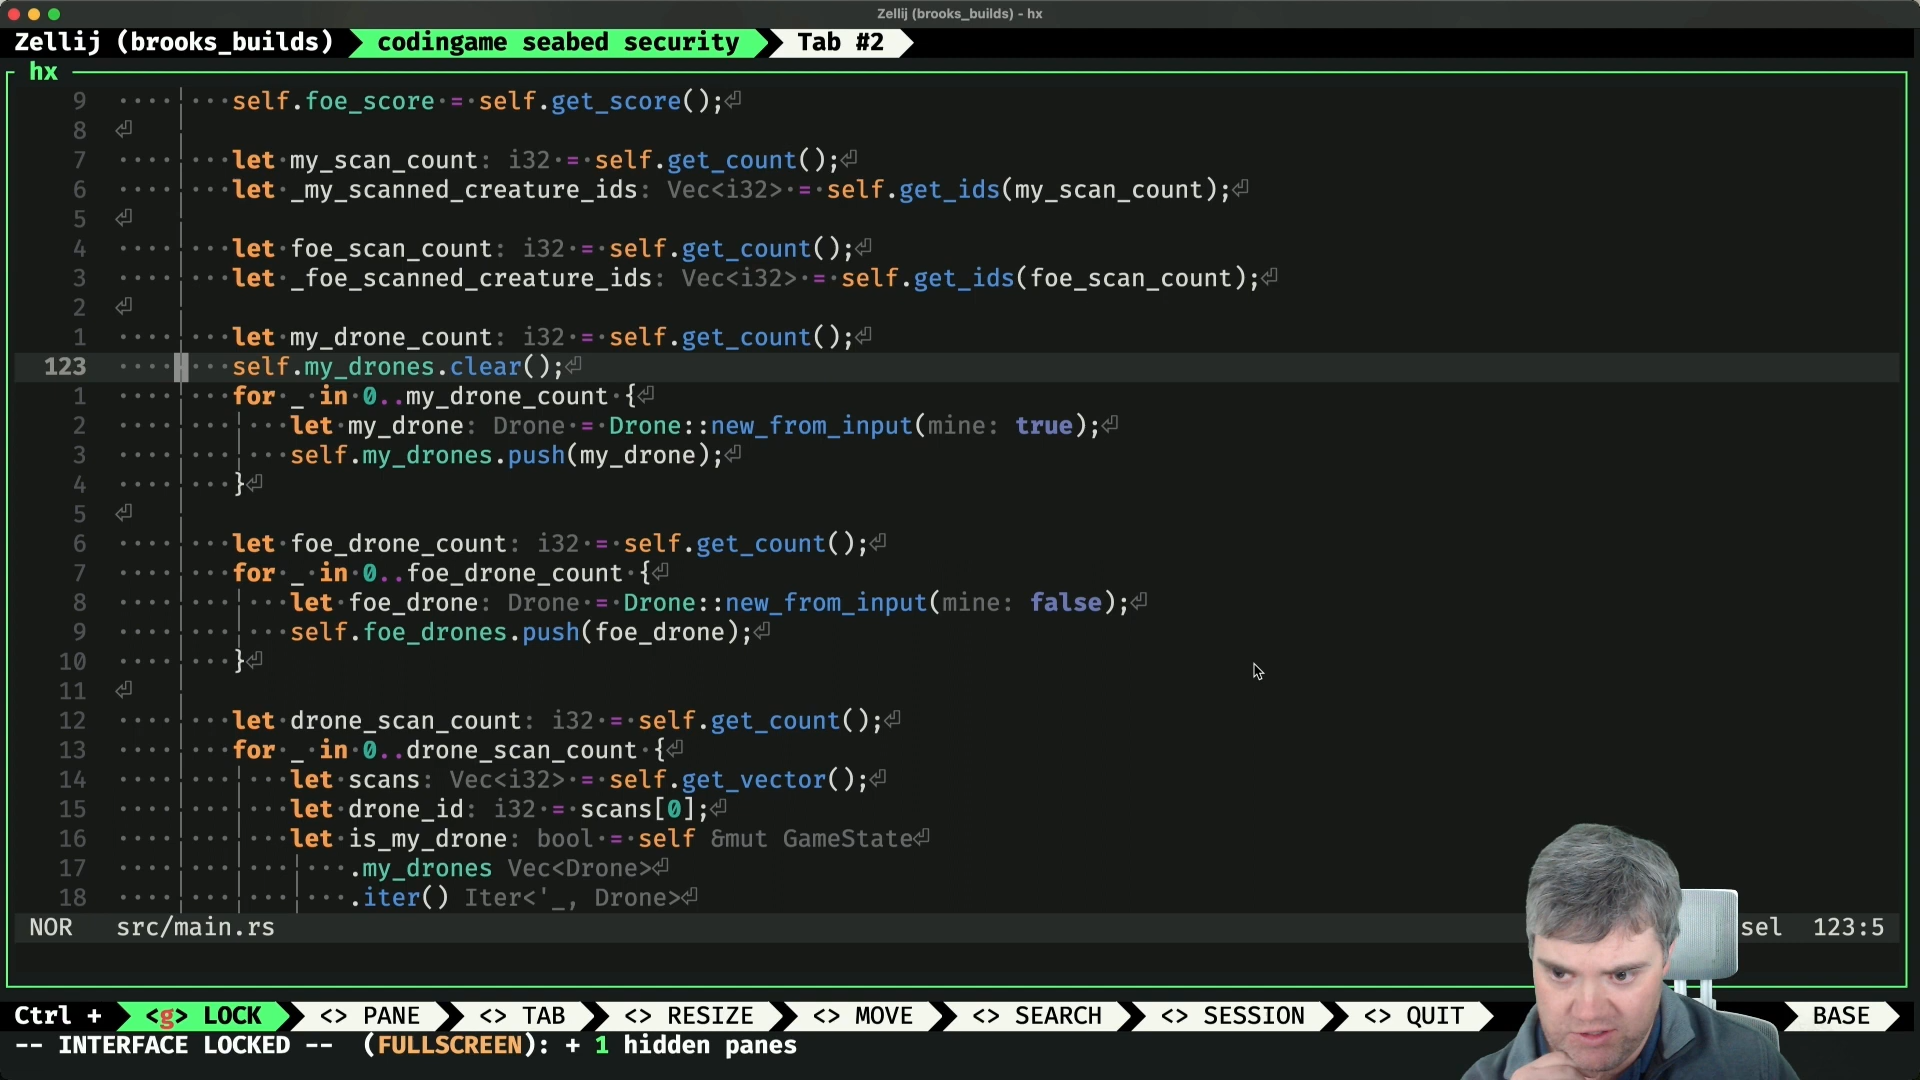 Zellij (brooks_builds) - hx
Zellij (brooks_builds) codingame seabed security Tab #2
hx
9 self.foe_score = self.get_score();
8
7 let my_scan_count: i32 = self.get_count();
6 let _my_scanned_creature_ids: Vec<i32> = self.get_ids(my_scan_count);
5
4 let foe_scan_count: i32 = self.get_count();
3 let _foe_scanned_creature_ids: Vec<i32> = self.get_ids(foe_scan_count);
2
1 let my_drone_count: i32 = self.get_count();
123 self.my_drones.clear();
1 for _ in 0..my_drone_count {
2 let my_drone: Drone = Drone::new_from_input(mine: true);
3 self.my_drones.push(my_drone);
4 }
5
6 let foe_drone_count: i32 = self.get_count();
7 for _ in 0..foe_drone_count {
8 let foe_drone: Drone = Drone::new_from_input(mine: false);
9 self.foe_drones.push(foe_drone);
10 }
11
12 let drone_scan_count: i32 = self.get_count();
13 for _ in 0..drone_scan_count {
14 let scans: Vec<i32> = self.get_vector();
15 let drone_id: i32 = scans[0];
16 let is_my_drone: bool = self &mut GameState
17 .my_drones Vec<Drone>
18 .iter() Iter<'_, Drone>
NOR src/main.rs sel 123:5
Ctrl + <g> LOCK <> PANE <> TAB <> RESIZE <> MOVE <> SEARCH <> SESSION <> QUIT BASE
-- INTERFACE LOCKED -- (FULLSCREEN): + 1 hidden panes